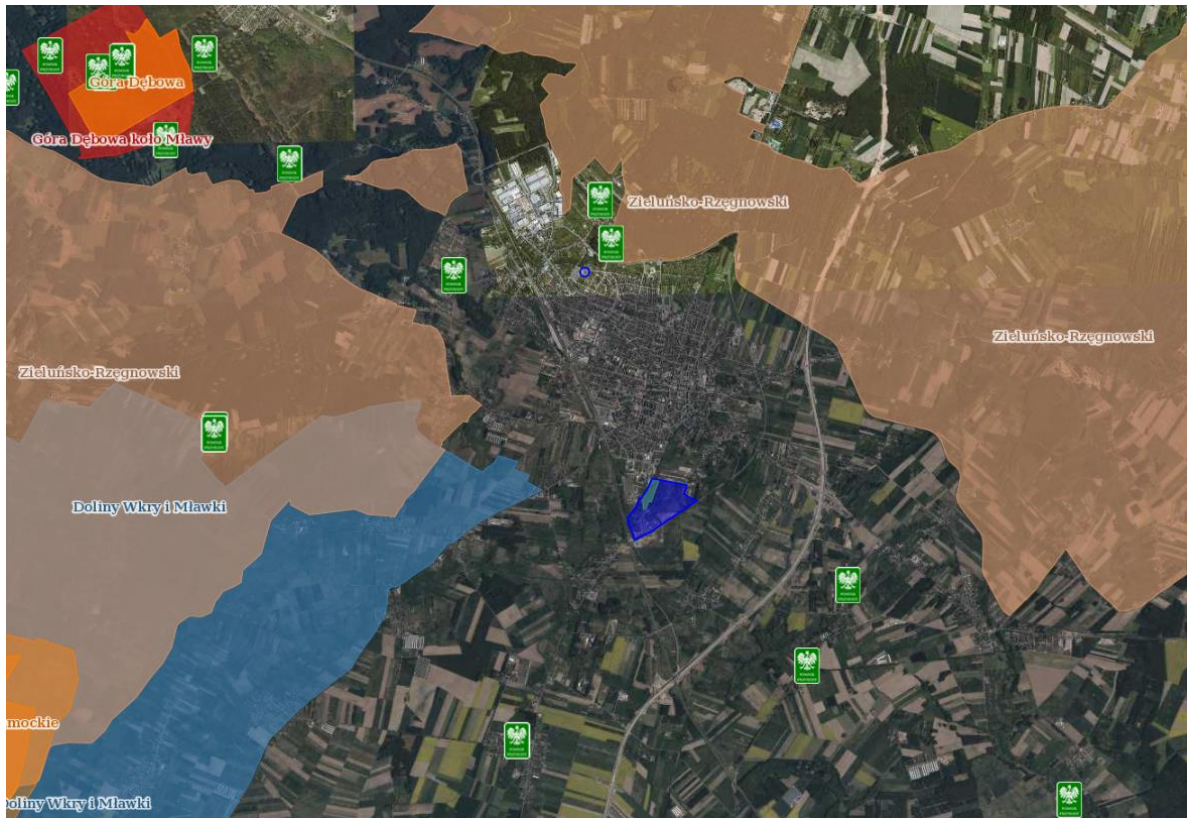 Góra Dębowa
Góra Dębowa koło Mławy
Zieluńsko-Rzęgnowski
Zieluńsko-Rzęgnowski
Zieluńsko-Rzęgnowski
Doliny Wkry i Mławki
mockie
Doliny Wkry i Mławki